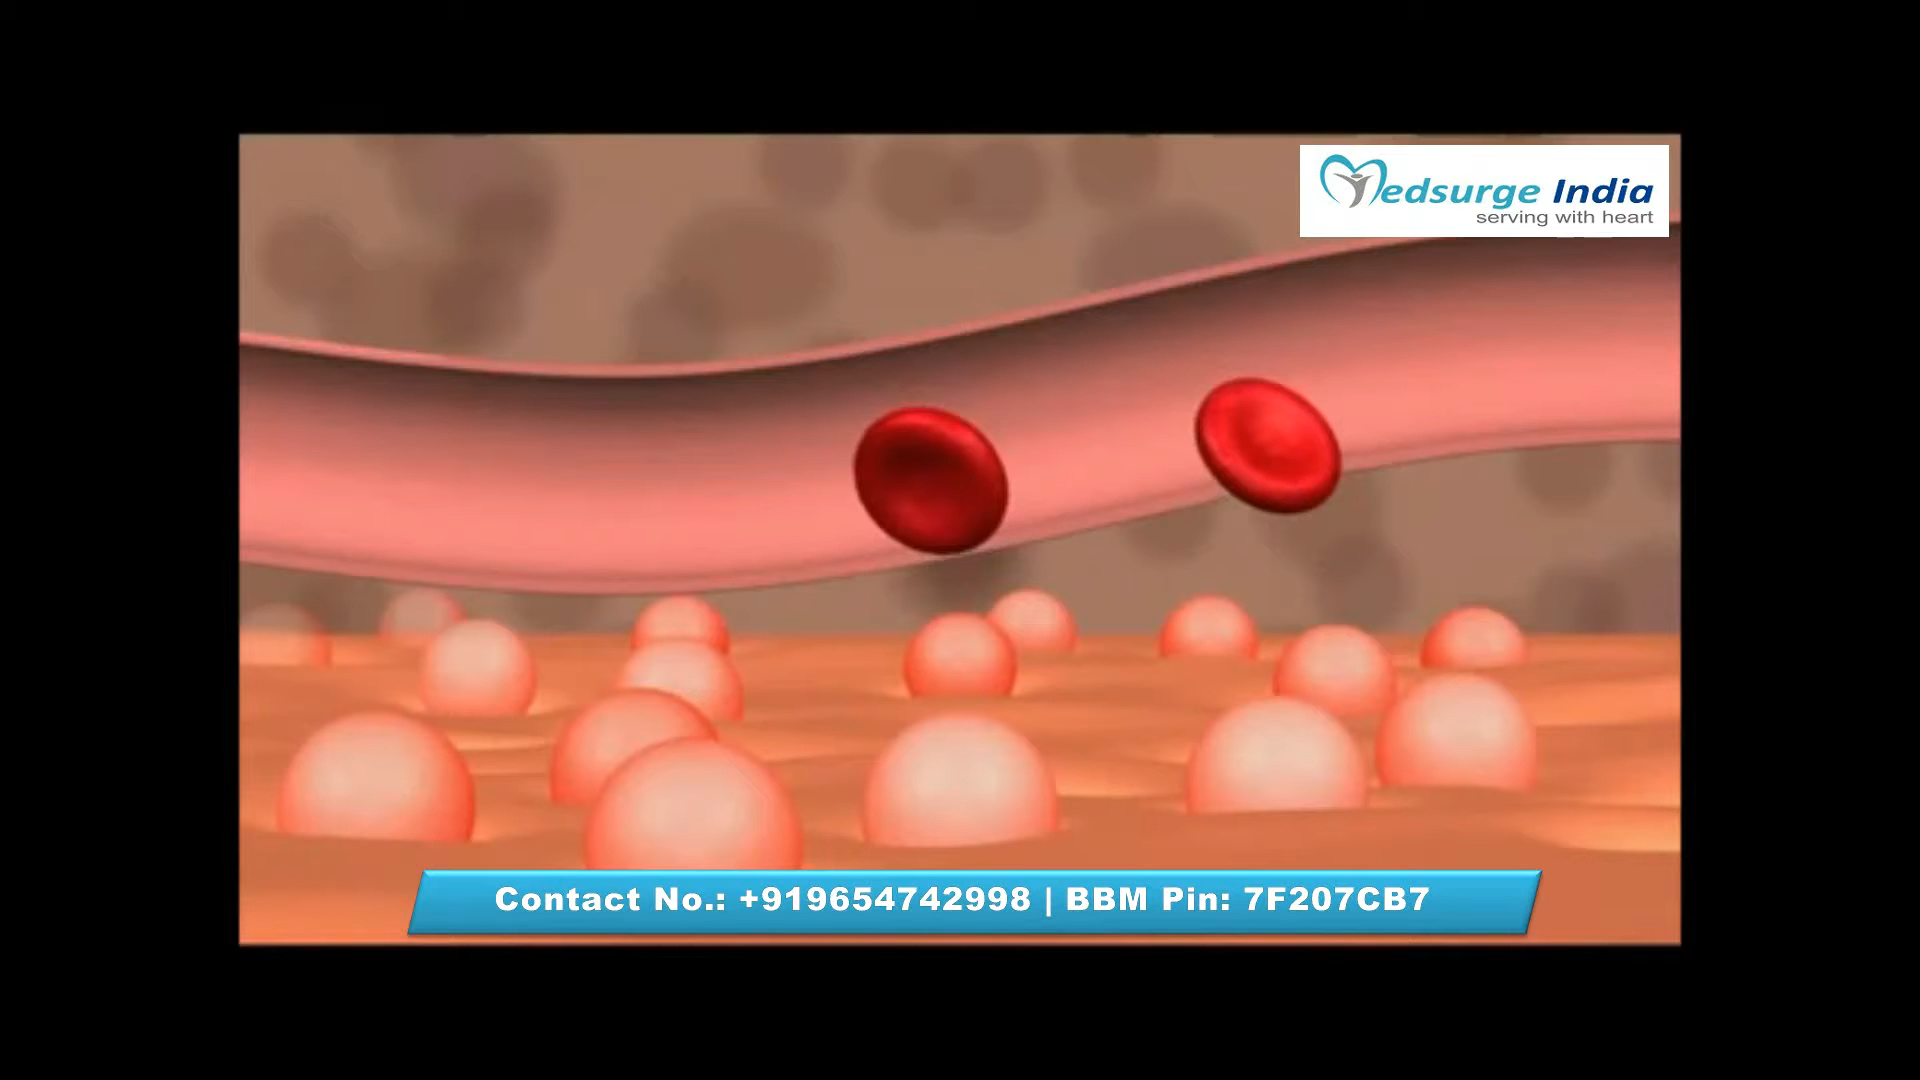 Medsurge India
serving with heart
Contact No.: +919654742998 | BBM Pin: 7F207CB7